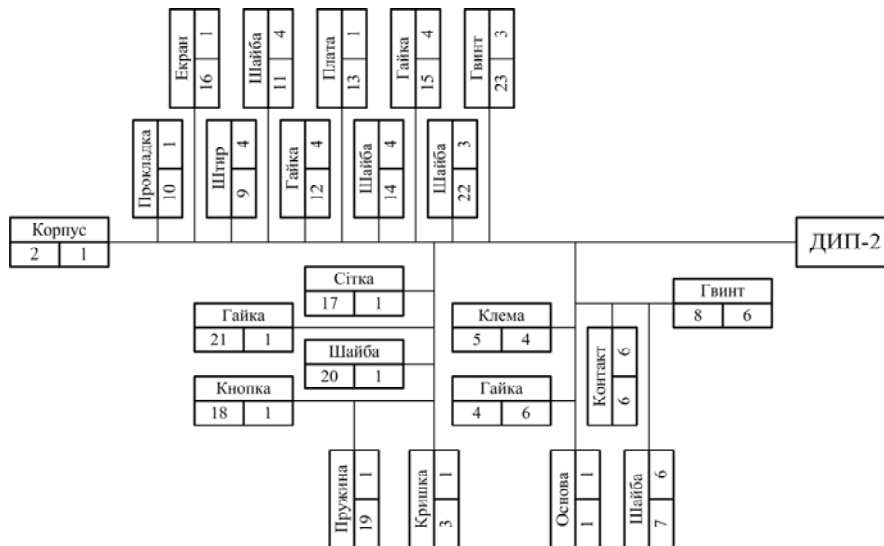 Екран
16 1
Шайба
11 4
Плата
13 1
Гайка
15 4
Гвинт
23 3
Прокладка
10 1
Штир
9 4
Гайка
12 4
Шайба
14 4
Шайба
22 3
Корпус
2 1
ДИП-2
Сітка
17 1
Гайка
21 1
Шайба
20 1
Кнопка
18 1
Клема
5 4
Гайка
4 6
Гвинт
8 6
Контакт
6 6
Пружина
19 1
Кришка
3 1
Основа
1 1
Шайба
7 6